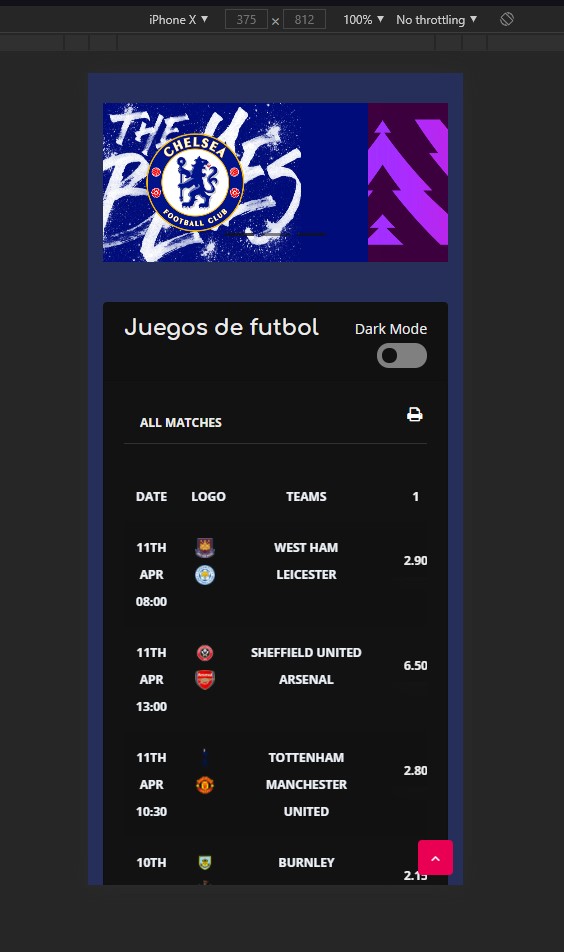 iPhone X ▼ 375 × 812 100% ▼ No throttling ▼
THE
BLUES
CHELSEA
FOOTBALL CLUB
Juegos de futbol
Dark Mode
ALL MATCHES
DATE LOGO TEAMS 1
11TH WEST HAM
2.90
APR LEICESTER
08:00
11TH SHEFFIELD UNITED
6.50
APR ARSENAL
13:00
11TH TOTTENHAM
2.80
APR MANCHESTER
10:30 UNITED
10TH BURNLEY
2.15